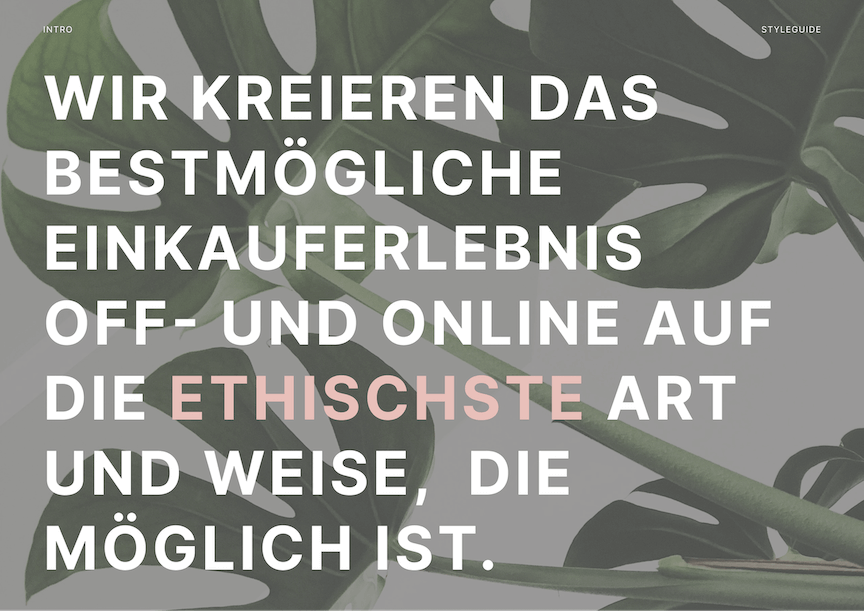 INTRO
STYLEGUIDE
WIR KREIEREN DAS
BESTMÖGLICHE
EINKAUFERLEBNIS
OFF- UND ONLINE AUF
DIE ETHISCHSTE ART
UND WEISE, DIE
MÖGLICH IST.